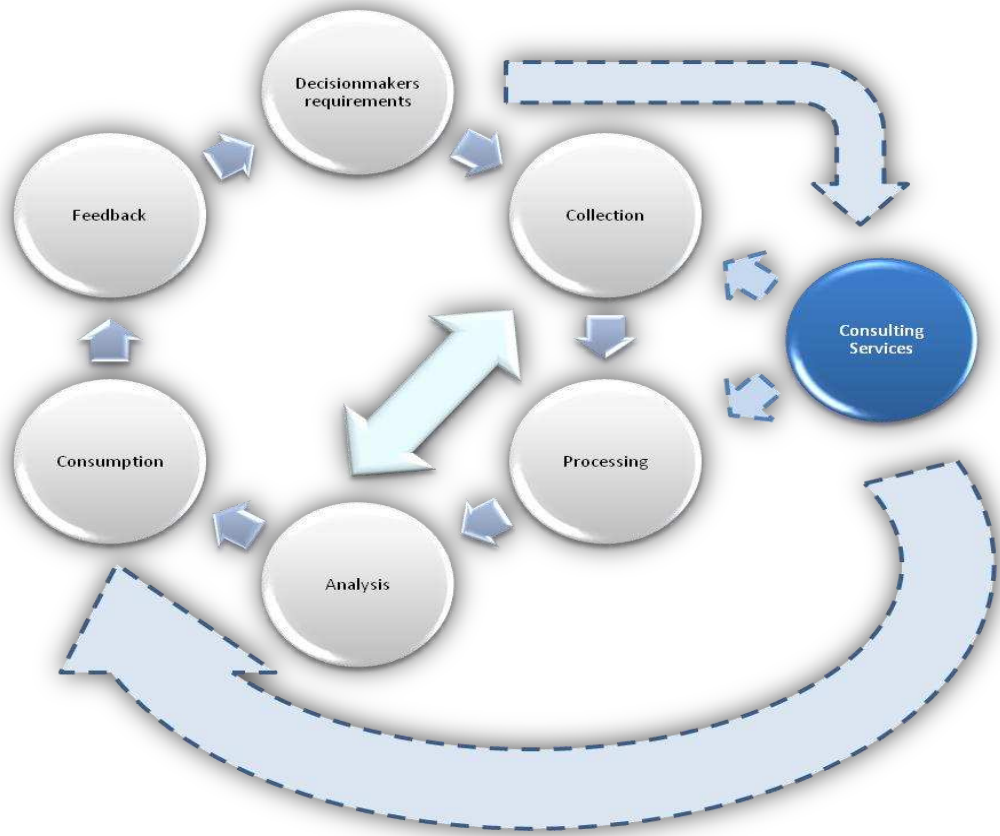 Decisionmakers
requirements
Feedback
Collection
Consulting
Services
Consumption
Processing
Analysis